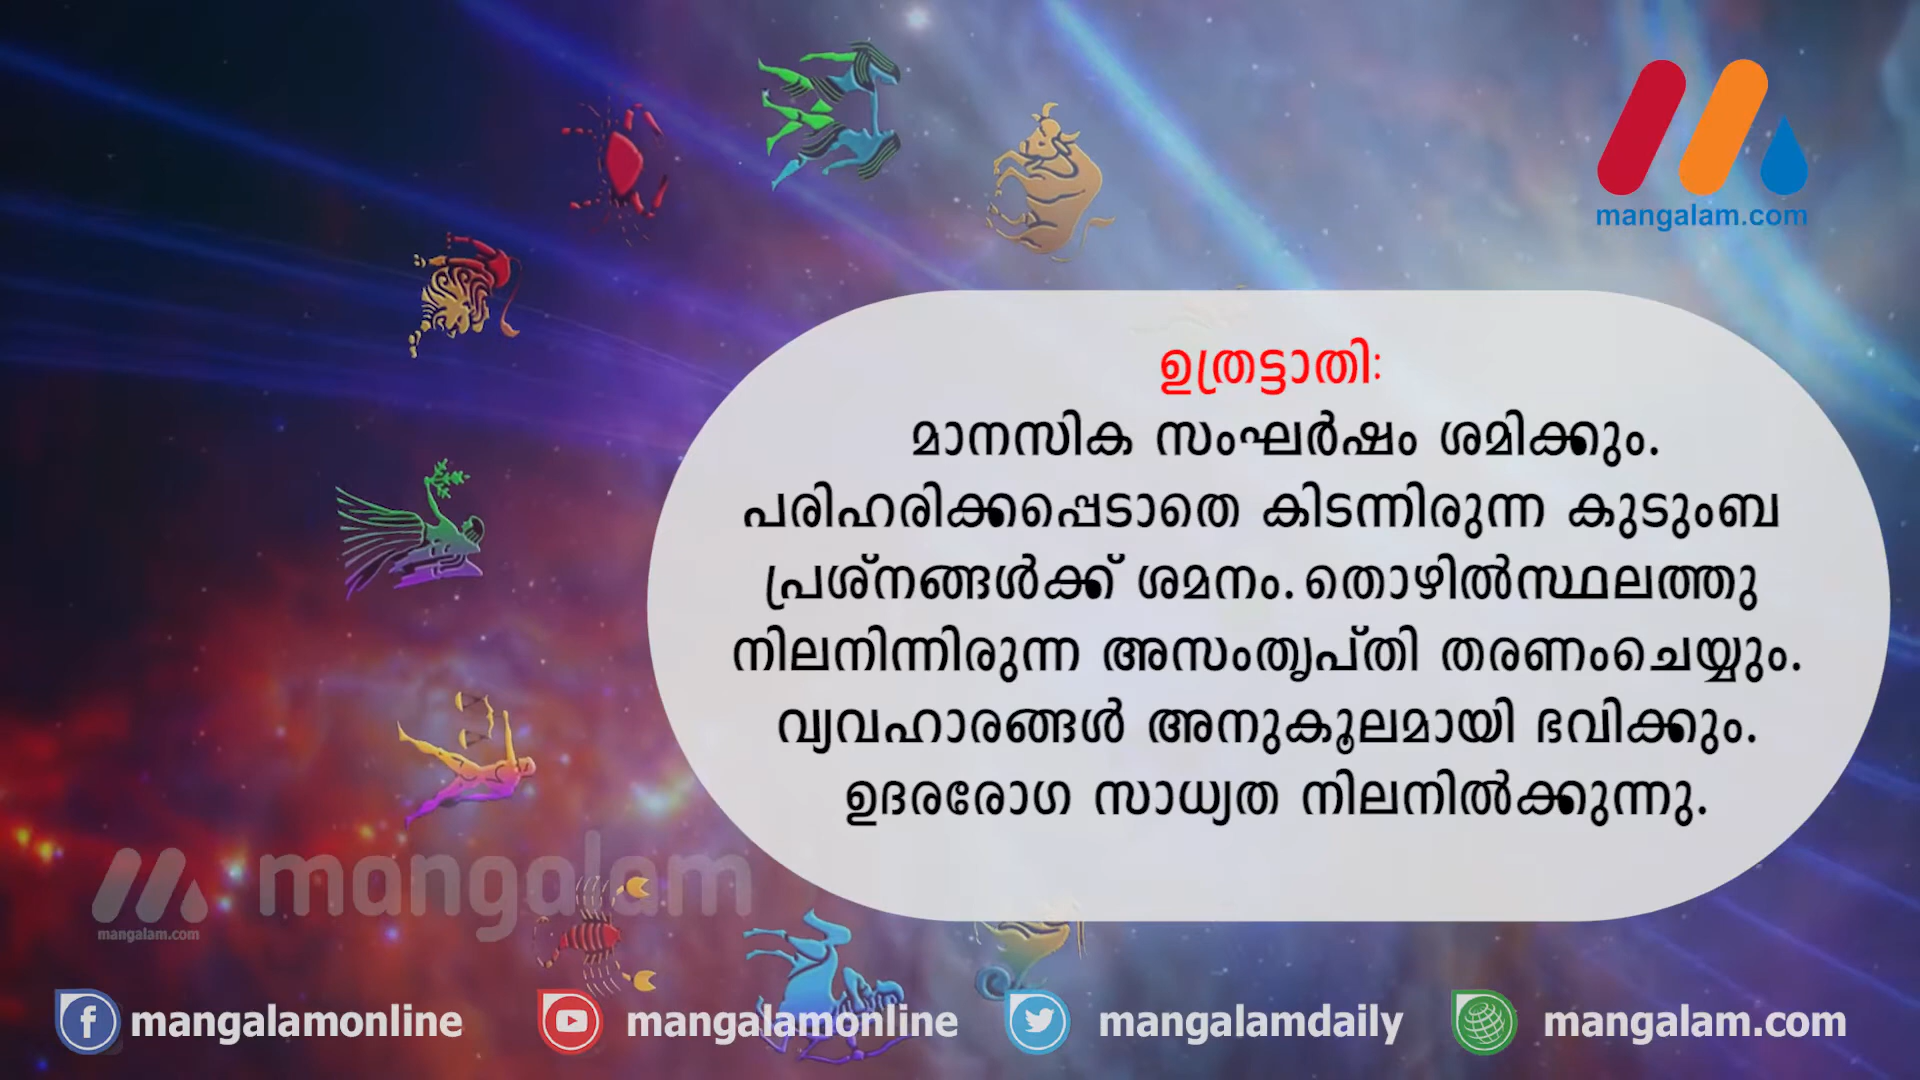 mangalam.com
ഉത്രട്ടാതി:
മാനസിക സംഘർഷം ശമിക്കും.
പരിഹരിക്കപ്പെടാതെ കിടന്നിരുന്ന കുടുംബ
പ്രശ്നങ്ങൾക്ക് ശമനം.തൊഴിൽസ്ഥലത്തു
നിലനിന്നിരുന്ന അസംതൃപ്തി തരണംചെയ്യും.
വ്യവഹാരങ്ങൾ അനുകൂലമായി ഭവിക്കും.
ഉദരരോഗ സാധ്യത നിലനിൽക്കുന്നു.
mangalam
mangalam.com
mangalamonline
mangalamonline
mangalamdaily
mangalam.com